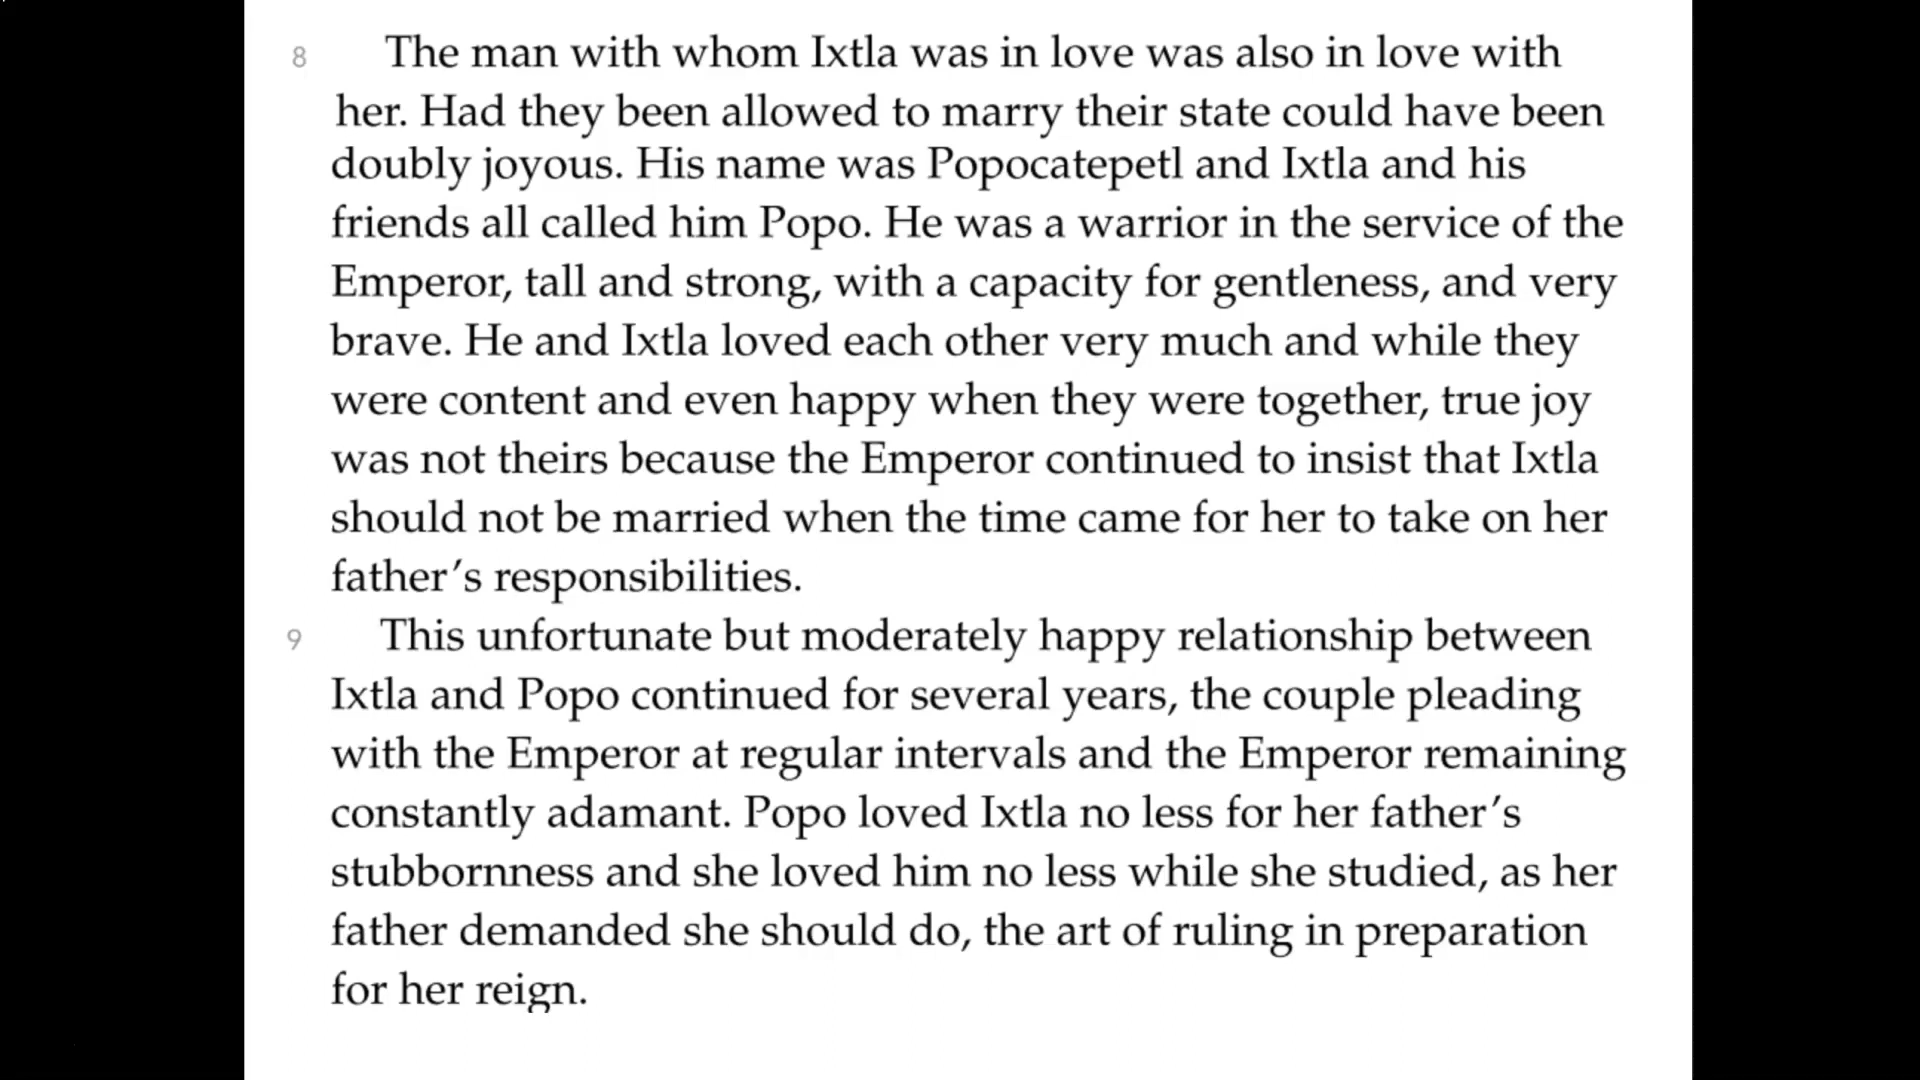 8 The man with whom Ixtla was in love was also in love with
her. Had they been allowed to marry their state could have been
doubly joyous. His name was Popocatepetl and Ixtla and his
friends all called him Popo. He was a warrior in the service of the
Emperor, tall and strong, with a capacity for gentleness, and very
brave. He and Ixtla loved each other very much and while they
were content and even happy when they were together, true joy
was not theirs because the Emperor continued to insist that Ixtla
should not be married when the time came for her to take on her
father’s responsibilities.
9 This unfortunate but moderately happy relationship between
Ixtla and Popo continued for several years, the couple pleading
with the Emperor at regular intervals and the Emperor remaining
constantly adamant. Popo loved Ixtla no less for her father’s
stubbornness and she loved him no less while she studied, as her
father demanded she should do, the art of ruling in preparation
for her reign.